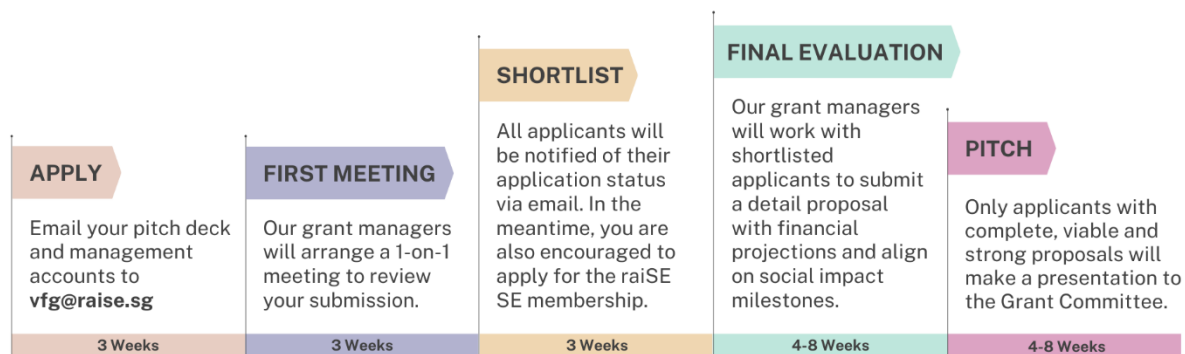 APPLY
Email your pitch deck
and management
accounts to
vfg@raise.sg
3 Weeks
FIRST MEETING
Our grant managers
will arrange a 1-on-1
meeting to review
your submission.
3 Weeks
SHORTLIST
All applicants will
be notified of their
application status
via email. In the
meantime, you are
also encouraged to
apply for the raiSE
SE membership.
3 Weeks
FINAL EVALUATION
Our grant managers
will work with
shortlisted
applicants to submit
a detail proposal
with financial
projections and align
on social impact
milestones.
4-8 Weeks
PITCH
Only applicants with
complete, viable and
strong proposals will
make a presentation to
the Grant Committee.
4-8 Weeks